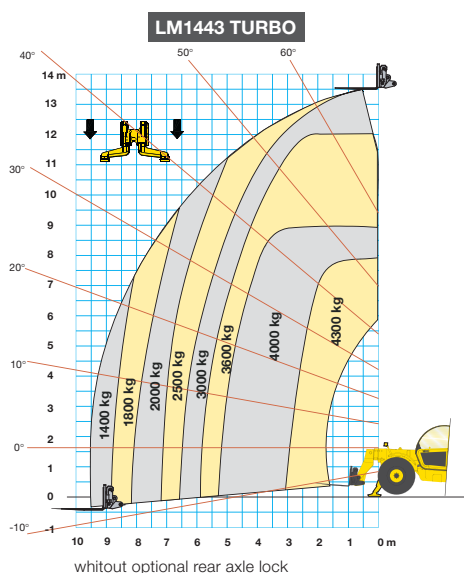 LM1443 TURBO
40°
50°
60°
14 m
13
12
11
30°
10
9
8
20°
7
6
5
10°
4
3
0°
2
1
0
-10°
-1
1400 kg
1800 kg
2000 kg
2500 kg
3000 kg
3600 kg
4000 kg
4300 kg
10 9 8 7 6 5 4 3 2 1 0 m
whitout optional rear axle lock